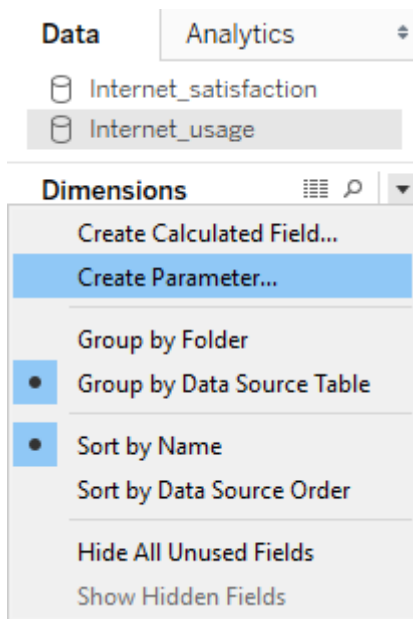 Data Analytics
Internet_satisfaction
Internet_usage
Dimensions
Create Calculated Field...
Create Parameter...
Group by Folder
Group by Data Source Table
Sort by Name
Sort by Data Source Order
Hide All Unused Fields
Show Hidden Fields